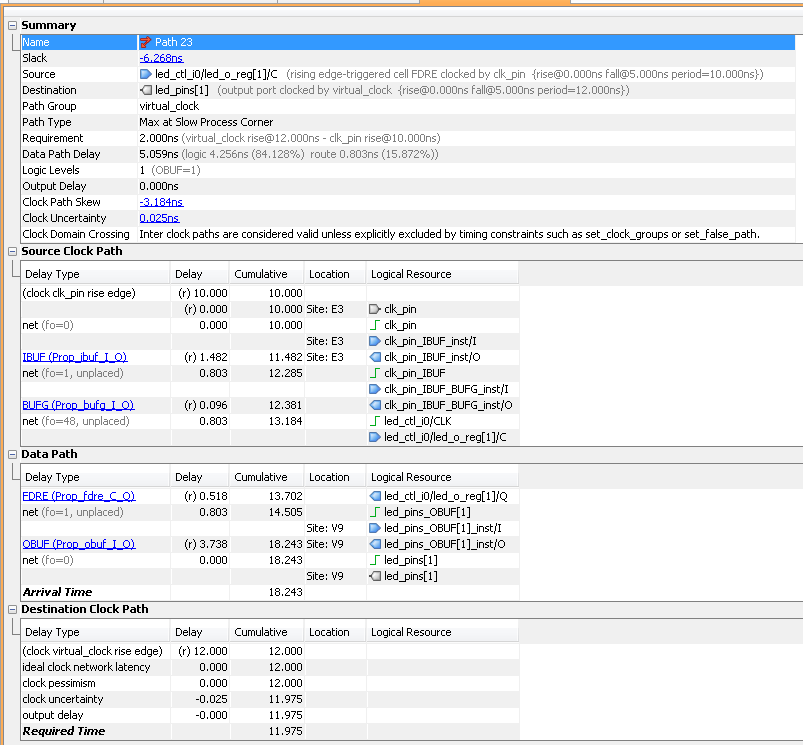 Summary
Name Path 23
Slack -6.268ns
Source led_ctl_i0/led_o_reg[1]/C (rising edge-triggered cell FDRE clocked by clk_pin {rise@0.000ns fall@5.000ns period=10.000ns})
Destination led_pins[1] (output port clocked by virtual_clock {rise@0.000ns fall@5.000ns period=12.000ns})
Path Group virtual_clock
Path Type Max at Slow Process Corner
Requirement 2.000ns (virtual_clock rise@12.000ns - clk_pin rise@10.000ns)
Data Path Delay 5.059ns (logic 4.256ns (84.128%) route 0.803ns (15.872%))
Logic Levels 1 (OBUF=1)
Output Delay 0.000ns
Clock Path Skew -3.184ns
Clock Uncertainty 0.025ns
Clock Domain Crossing Inter clock paths are considered valid unless explicitly excluded by timing constraints such as set_clock_groups or set_false_path.
Source Clock Path
Delay Type Delay Cumulative Location Logical Resource
(clock clk_pin rise edge) (r) 10.000 10.000
(r) 0.000 10.000 Site: E3 clk_pin
net (fo=0) 0.000 10.000 clk_pin
Site: E3 clk_pin_IBUF_inst/I
IBUF (Prop_ibuf_I_O) (r) 1.482 11.482 Site: E3 clk_pin_IBUF_inst/O
net (fo=1, unplaced) 0.803 12.285 clk_pin_IBUF
clk_pin_IBUF_BUFG_inst/I
BUFG (Prop_bufg_I_O) (r) 0.096 12.381 clk_pin_IBUF_BUFG_inst/O
net (fo=48, unplaced) 0.803 13.184 led_ctl_i0/CLK
led_ctl_i0/led_o_reg[1]/C
Data Path
Delay Type Delay Cumulative Location Logical Resource
FDRE (Prop_fdre_C_Q) (r) 0.518 13.702 led_ctl_i0/led_o_reg[1]/Q
net (fo=1, unplaced) 0.803 14.505 led_pins_OBUF[1]
Site: V9 led_pins_OBUF[1]_inst/I
OBUF (Prop_obuf_I_O) (r) 3.738 18.243 Site: V9 led_pins_OBUF[1]_inst/O
net (fo=0) 0.000 18.243 led_pins[1]
Site: V9 led_pins[1]
Arrival Time 18.243
Destination Clock Path
Delay Type Delay Cumulative Location Logical Resource
(clock virtual_clock rise edge) (r) 12.000 12.000
ideal clock network latency 0.000 12.000
clock pessimism 0.000 12.000
clock uncertainty -0.025 11.975
output delay -0.000 11.975
Required Time 11.975